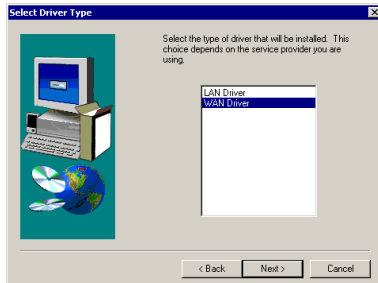 Select Driver Type
Select the type of driver that will be installed. This
choice depends on the service provider you are
using.
LAN Driver
WAN Driver
< Back
Next >
Cancel